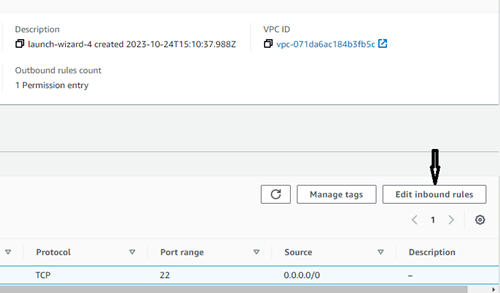 Description
VPC ID
launch-wizard-4 created 2023-10-24T15:10:37.988Z
vpc-071da6ac184b3fb5c
Outbound rules count
1 Permission entry
Manage tags
Edit inbound rules
1
Protocol Port range Source Description
TCP 22 0.0.0.0/0 –